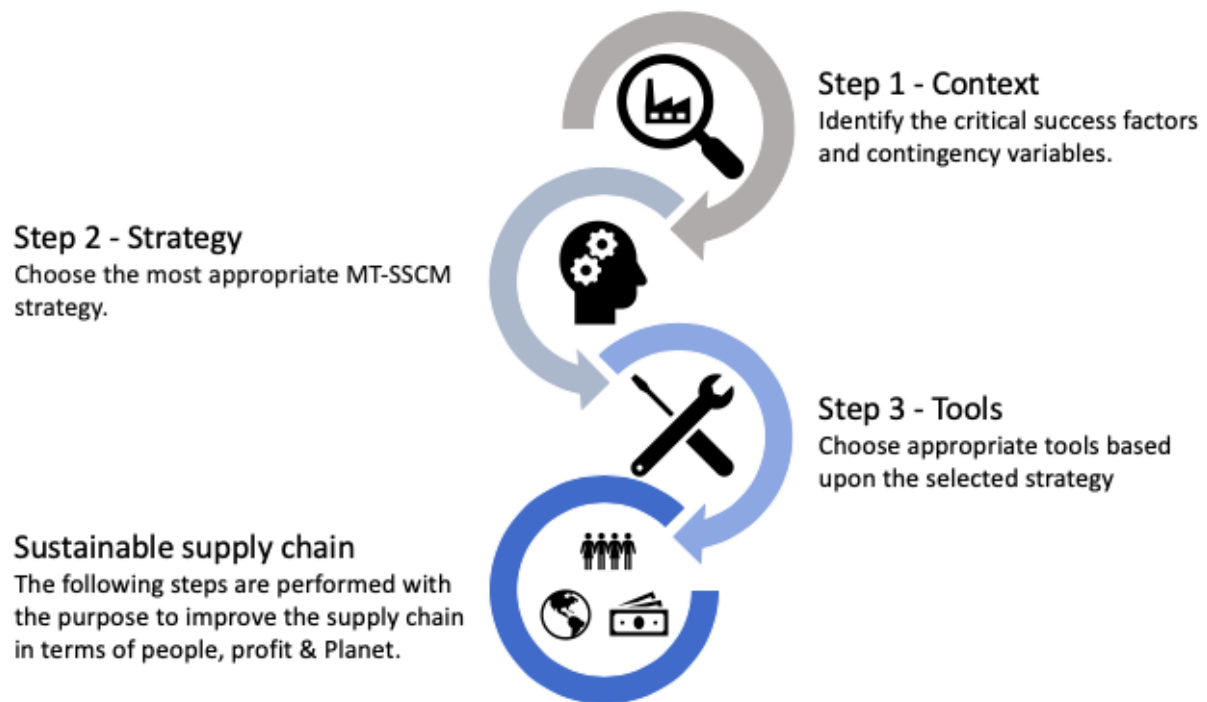 Step 1 - Context
Identify the critical success factors
and contingency variables.
Step 2 - Strategy
Choose the most appropriate MT-SSCM
strategy.
Step 3 - Tools
Choose appropriate tools based
upon the selected strategy
Sustainable supply chain
The following steps are performed with
the purpose to improve the supply chain
in terms of people, profit & Planet.